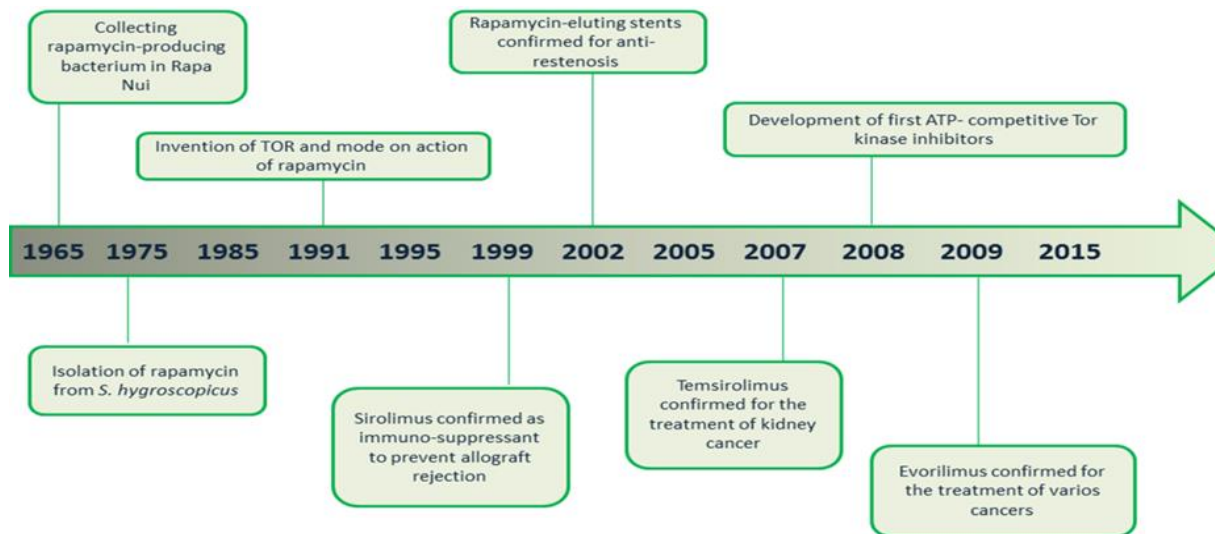 Collecting
rapamycin-producing
bacterium in Rapa
Nui
Rapamycin-eluting stents
confirmed for anti-
restenosis
Invention of TOR and mode on action
of rapamycin
Development of first ATP- competitive Tor
kinase inhibitors
1965 1975 1985 1991 1995 1999 2002 2005 2007 2008 2009 2015
Isolation of rapamycin
from S. hygroscopicus
Sirolimus confirmed as
immuno-suppressant
to prevent allograft
rejection
Temsirolimus
confirmed for the
treatment of kidney
cancer
Evorilimus confirmed for
the treatment of varios
cancers